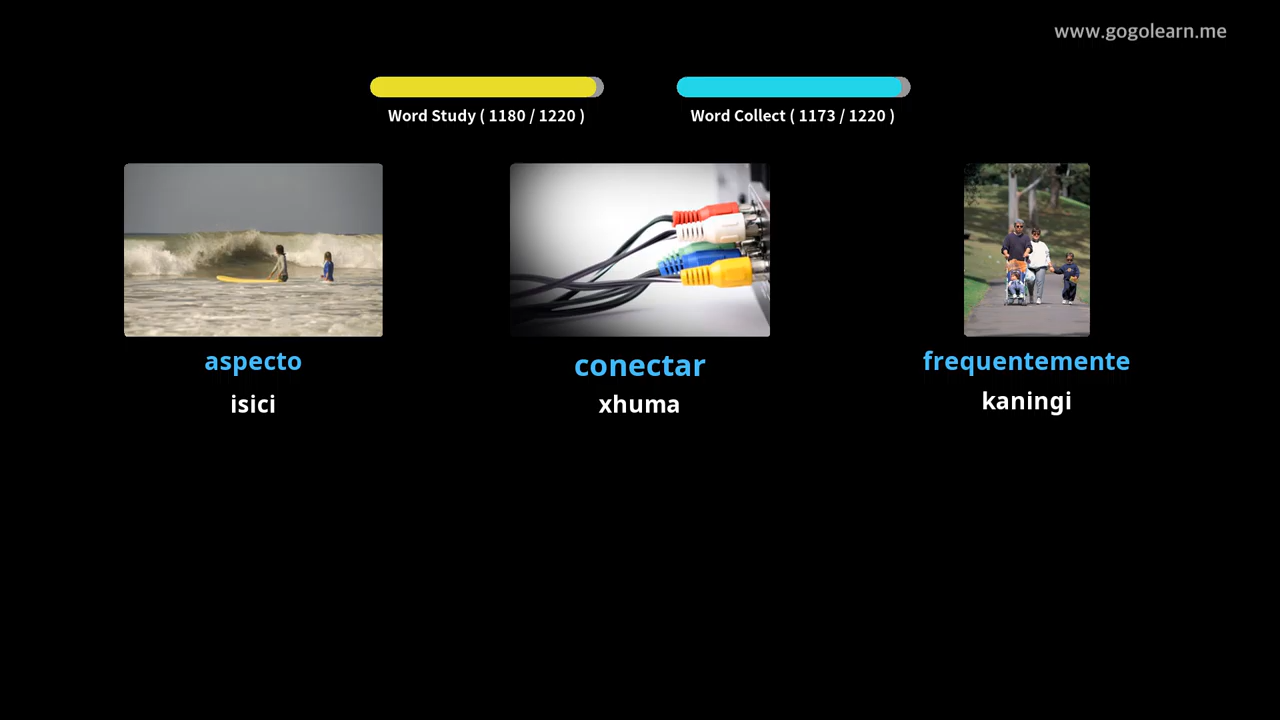 www.gogolearn.me
Word Study ( 1180 / 1220 )
Word Collect ( 1173 / 1220 )
aspecto
isici
conectar
xhuma
frequentemente
kaningi